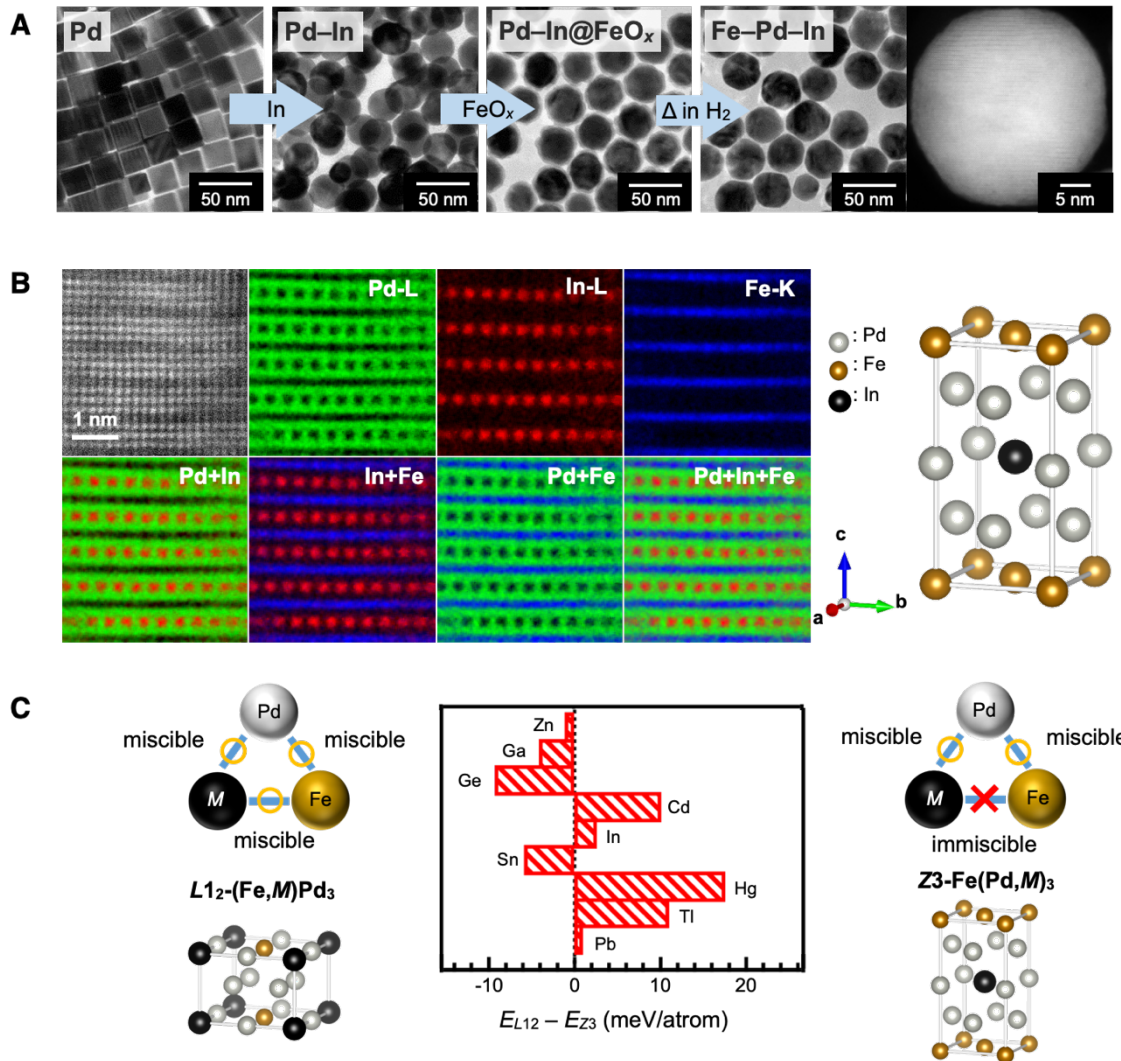 A
Pd
Pd–In
Pd–In@FeOx
Fe–Pd–In
In
FeOx
Δ in H2
50 nm
50 nm
50 nm
50 nm
5 nm
B
Pd-L
In-L
Fe-K
1 nm
Pd+In
In+Fe
Pd+Fe
Pd+In+Fe
: Pd
: Fe
: In
c
b
a
C
Pd
miscible
miscible
M
Fe
miscible
L12-(Fe,M)Pd3
Zn
Ga
Ge
Cd
In
Sn
Hg
Tl
Pb
-10
0
10
20
EL12 – EZ3 (meV/atrom)
Pd
miscible
miscible
M
Fe
immiscible
Z3-Fe(Pd,M)3